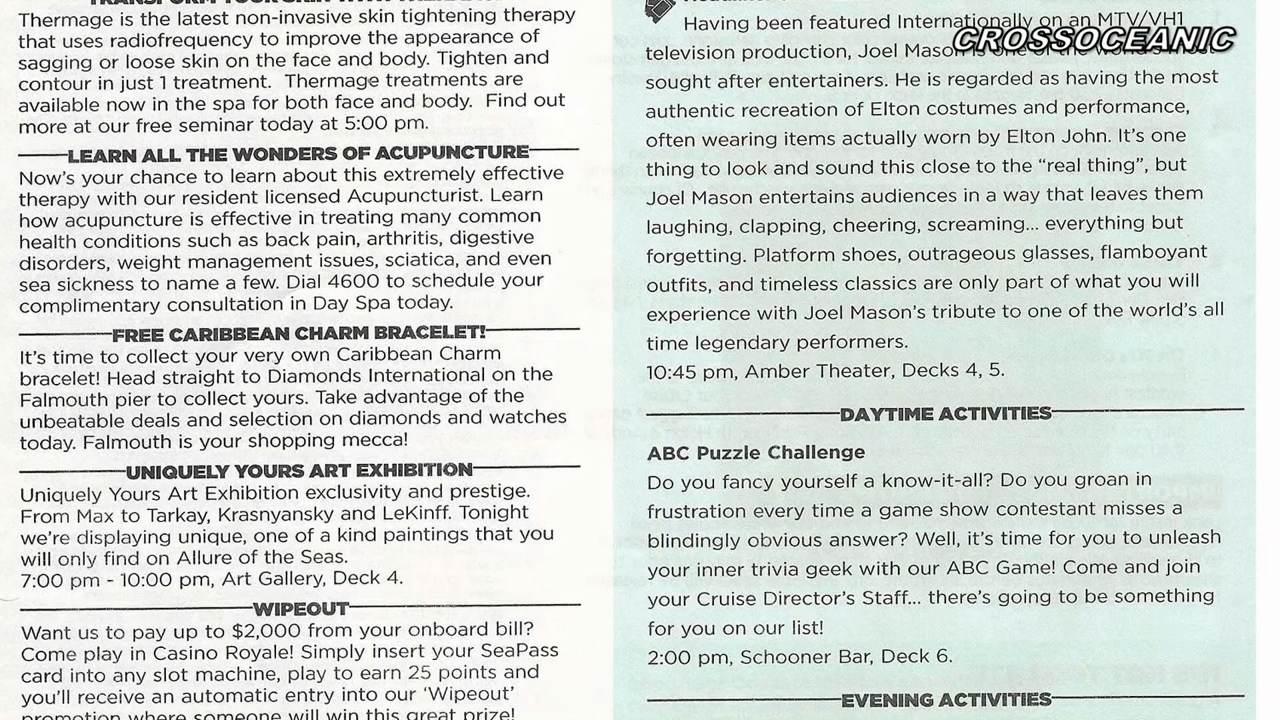 Thermage is the latest non-invasive skin tightening therapy
that uses radiofrequency to improve the appearance of
sagging or loose skin on the face and body. Tighten and
contour in just 1 treatment. Thermage treatments are
available now in the spa for both face and body. Find out
more at our free seminar today at 5:00 pm.
LEARN ALL THE WONDERS OF ACUPUNCTURE
Now's your chance to learn about this extremely effective
therapy with our resident licensed Acupuncturist. Learn
how acupuncture is effective in treating many common
health conditions such as back pain, arthritis, digestive
disorders, weight management issues, sciatica, and even
sea sickness to name a few. Dial 4600 to schedule your
complimentary consultation in Day Spa today.
FREE CARIBBEAN CHARM BRACELET!
It's time to collect your very own Caribbean Charm
bracelet! Head straight to Diamonds International on the
Falmouth pier to collect yours. Take advantage of the
unbeatable deals and selection on diamonds and watches
today. Falmouth is your shopping mecca!
UNIQUELY YOURS ART EXHIBITION
Uniquely Yours Art Exhibition exclusivity and prestige.
From Max to Tarkay, Krasnyansky and LeKinff. Tonight
we're displaying unique, one of a kind paintings that you
will only find on Allure of the Seas.
7:00 pm - 10:00 pm, Art Gallery, Deck 4.
WIPEOUT
Want us to pay up to $2,000 from your onboard bill?
Come play in Casino Royale! Simply insert your SeaPass
card into any slot machine, play to earn 25 points and
you'll receive an automatic entry into our 'Wipeout'
promotion where someone will win this great prize!
Having been featured Internationally on an MTV/VH1
CROSSOCEANIC
television production, Joel Mason is one of the
sought after entertainers. He is regarded as having the most
authentic recreation of Elton costumes and performance,
often wearing items actually worn by Elton John. It's one
thing to look and sound this close to the "real thing", but
Joel Mason entertains audiences in a way that leaves them
laughing, clapping, cheering, screaming... everything but
forgetting. Platform shoes, outrageous glasses, flamboyant
outfits, and timeless classics are only part of what you will
experience with Joel Mason's tribute to one of the world's all
time legendary performers.
10:45 pm, Amber Theater, Decks 4, 5.
DAYTIME ACTIVITIES
ABC Puzzle Challenge
Do you fancy yourself a know-it-all? Do you groan in
frustration every time a game show contestant misses a
blindingly obvious answer? Well, it's time for you to unleash
your inner trivia geek with our ABC Game! Come and join
your Cruise Director's Staff... there's going to be something
for you on our list!
2:00 pm, Schooner Bar, Deck 6.
EVENING ACTIVITIES